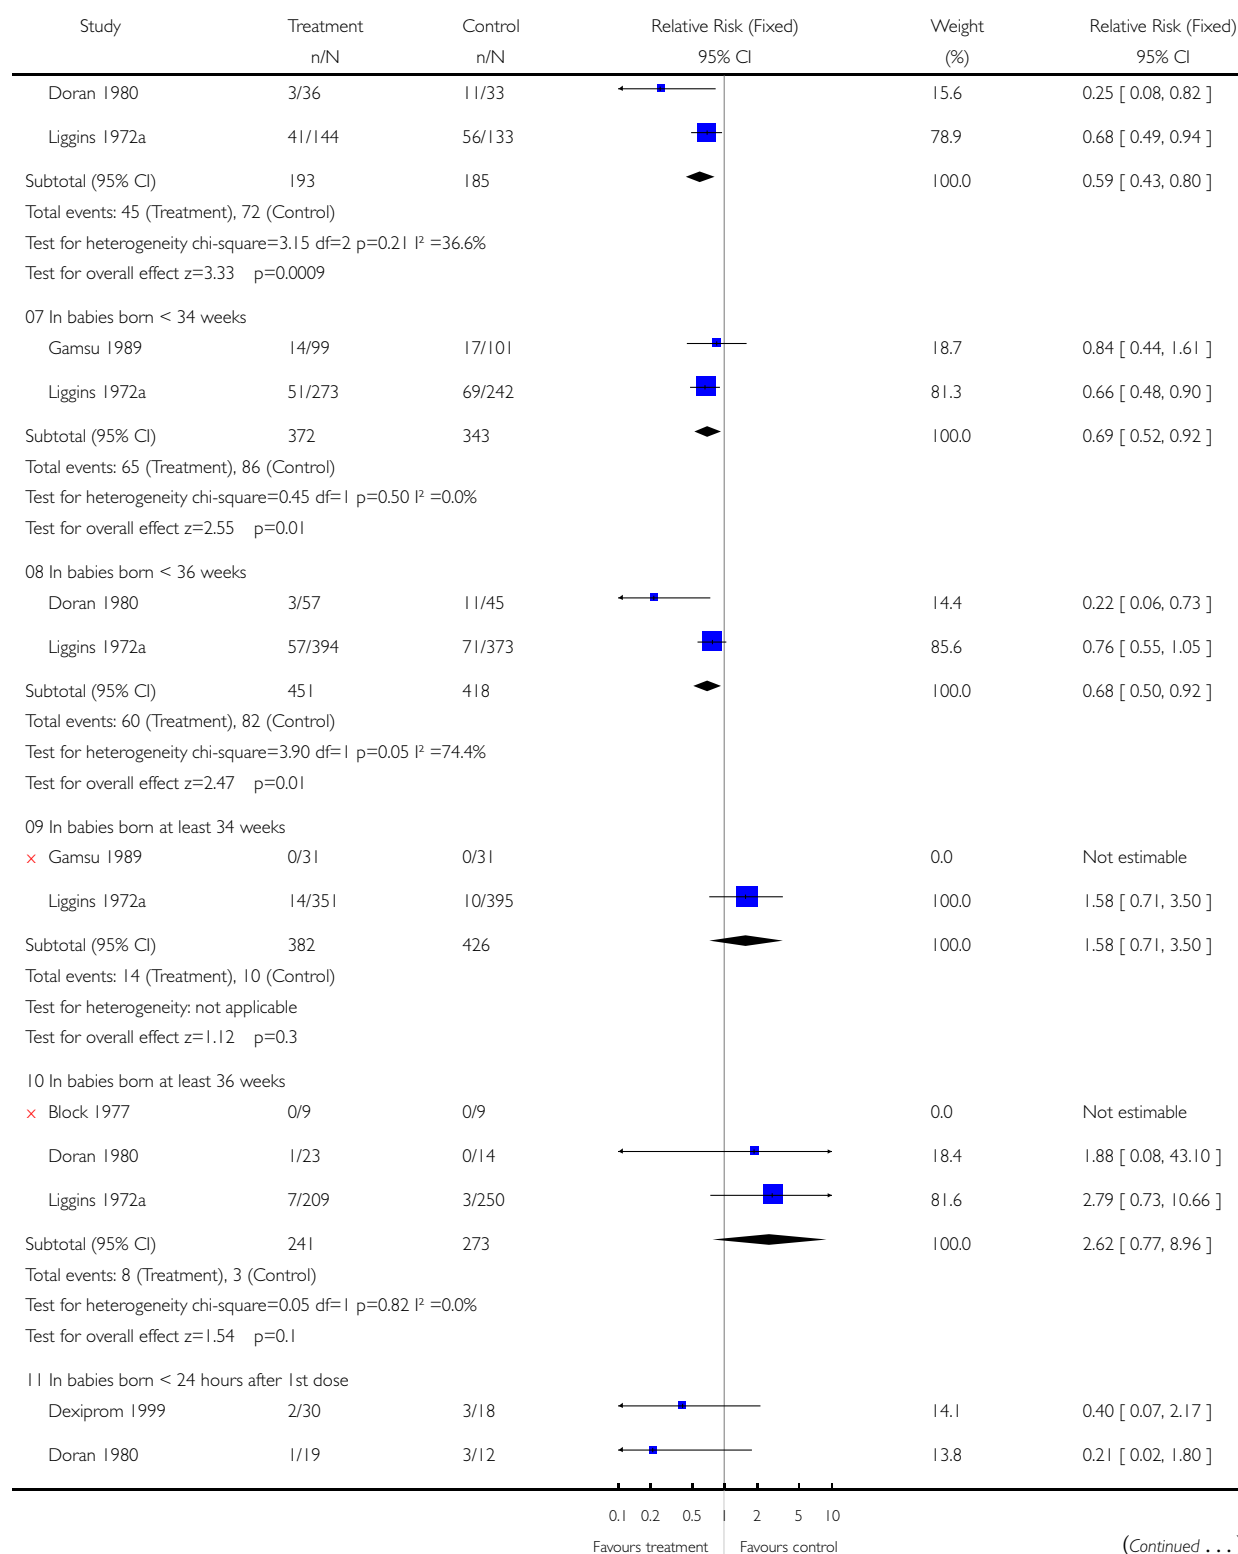 Study Treatment Control Relative Risk (Fixed) Weight Relative Risk (Fixed)
n/N n/N 95% CI (%) 95% CI
Doran 1980 3/36 11/33 15.6 0.25 [ 0.08, 0.82 ]
Liggins 1972a 41/144 56/133 78.9 0.68 [ 0.49, 0.94 ]
Subtotal (95% CI) 193 185 100.0 0.59 [ 0.43, 0.80 ]
Total events: 45 (Treatment), 72 (Control)
Test for heterogeneity chi-square=3.15 df=2 p=0.21 I² =36.6%
Test for overall effect z=3.33 p=0.0009
07 In babies born < 34 weeks
Gamsu 1989 14/99 17/101 18.7 0.84 [ 0.44, 1.61 ]
Liggins 1972a 51/273 69/242 81.3 0.66 [ 0.48, 0.90 ]
Subtotal (95% CI) 372 343 100.0 0.69 [ 0.52, 0.92 ]
Total events: 65 (Treatment), 86 (Control)
Test for heterogeneity chi-square=0.45 df=1 p=0.50 I² =0.0%
Test for overall effect z=2.55 p=0.01
08 In babies born < 36 weeks
Doran 1980 3/57 11/45 14.4 0.22 [ 0.06, 0.73 ]
Liggins 1972a 57/394 71/373 85.6 0.76 [ 0.55, 1.05 ]
Subtotal (95% CI) 451 418 100.0 0.68 [ 0.50, 0.92 ]
Total events: 60 (Treatment), 82 (Control)
Test for heterogeneity chi-square=3.90 df=1 p=0.05 I² =74.4%
Test for overall effect z=2.47 p=0.01
09 In babies born at least 34 weeks
× Gamsu 1989 0/31 0/31 0.0 Not estimable
Liggins 1972a 14/351 10/395 100.0 1.58 [ 0.71, 3.50 ]
Subtotal (95% CI) 382 426 100.0 1.58 [ 0.71, 3.50 ]
Total events: 14 (Treatment), 10 (Control)
Test for heterogeneity: not applicable
Test for overall effect z=1.12 p=0.3
10 In babies born at least 36 weeks
× Block 1977 0/9 0/9 0.0 Not estimable
Doran 1980 1/23 0/14 18.4 1.88 [ 0.08, 43.10 ]
Liggins 1972a 7/209 3/250 81.6 2.79 [ 0.73, 10.66 ]
Subtotal (95% CI) 241 273 100.0 2.62 [ 0.77, 8.96 ]
Total events: 8 (Treatment), 3 (Control)
Test for heterogeneity chi-square=0.05 df=1 p=0.82 I² =0.0%
Test for overall effect z=1.54 p=0.1
11 In babies born < 24 hours after 1st dose
Dexiprom 1999 2/30 3/18 14.1 0.40 [ 0.07, 2.17 ]
Doran 1980 1/19 3/12 13.8 0.21 [ 0.02, 1.80 ]
0.1 0.2 0.5 1 2 5 10
Favours treatment Favours control (Continued . . .